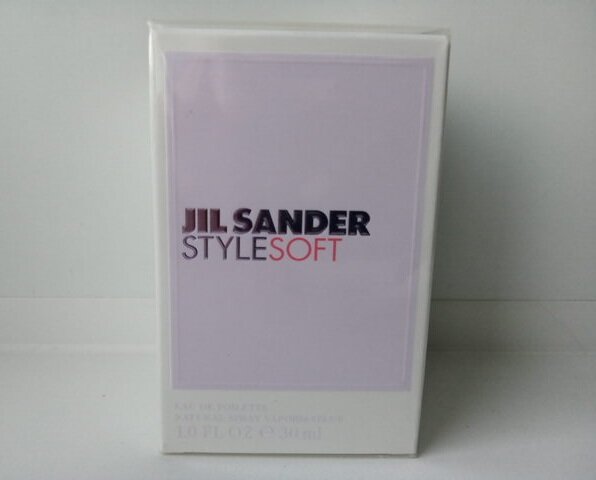 JIL SANDER
STYLESOFT
EAU DE TOILETTE
NATURAL SPRAY VAPORISATEUR
1.0 FL OZ ℮ 30 ml